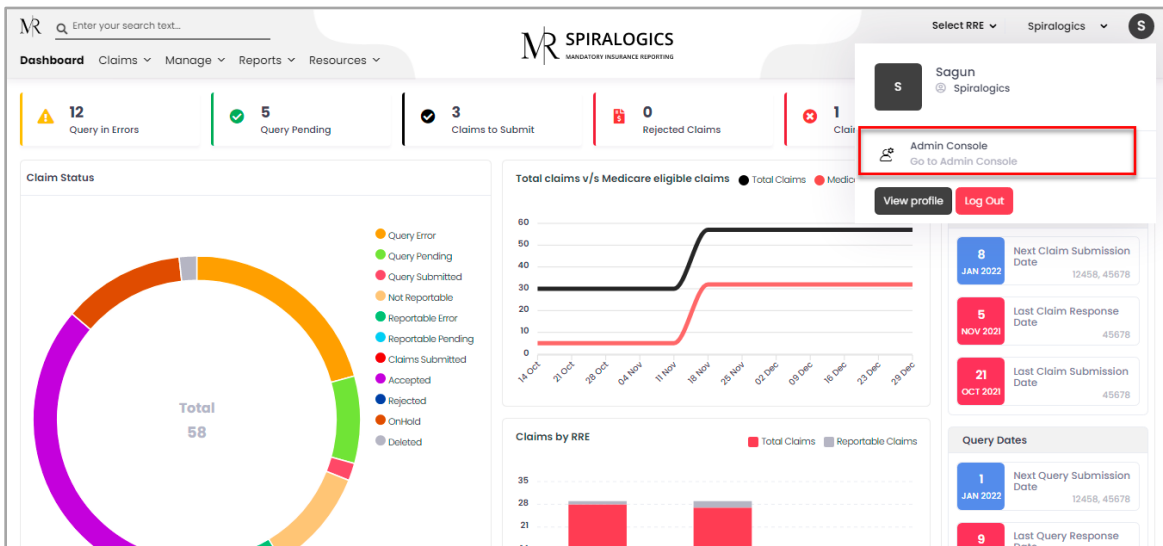 MR
Enter your search text...
SPIRALOGICS
MANDATORY INSURANCE REPORTING
Select RRE
Spiralogics
S
Dashboard Claims Manage Reports Resources
S
Sagun
Spiralogics
Admin Console
Go to Admin Console
View profile
Log Out
12
Query in Errors
5
Query Pending
3
Claims to Submit
0
Rejected Claims
1
Claim Status
Query Error
Query Pending
Query Submitted
Not Reportable
Reportable Error
Reportable Pending
Claims Submitted
Accepted
Rejected
OnHold
Deleted
Total
58
Total claims v/s Medicare eligible claims
Total Claims
60
50
40
30
20
10
0
14 Oct
21 Oct
28 Oct
04 Nov
11 Nov
18 Nov
25 Nov
02 Dec
09 Dec
16 Dec
23 Dec
29 Dec
Claims by RRE
Total Claims
Reportable Claims
35
28
21
8
JAN 2022
Next Claim Submission
Date
12458, 45678
5
NOV 2021
Last Claim Response
Date
45678
21
OCT 2021
Last Claim Submission
Date
45678
Query Dates
1
JAN 2022
Next Query Submission
Date
12458, 45678
9
Last Query Response